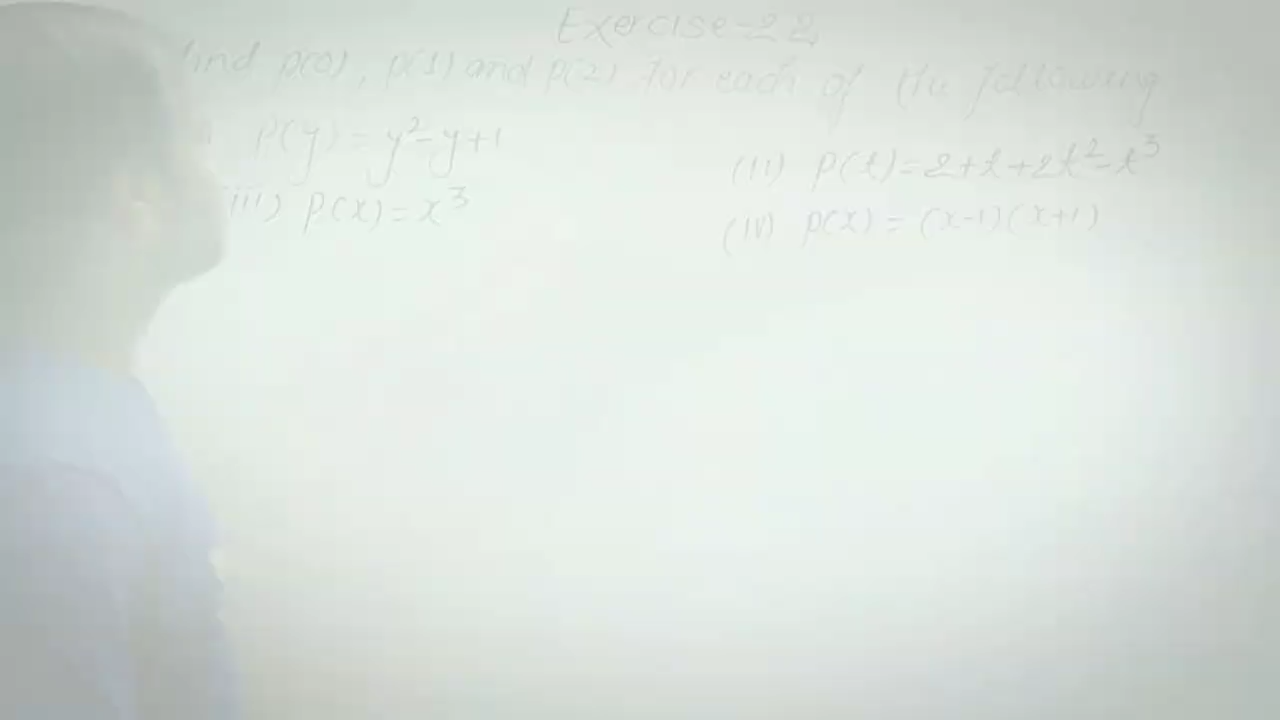 Exercise-2.2
find p(0), p(1) and p(2) for each of the following
P(y) = y²-y+1
(ii) P(t)=2+t+2t²-t³
iii) P(x) = x³
(iv) p(x) = (x-1)(x+1)